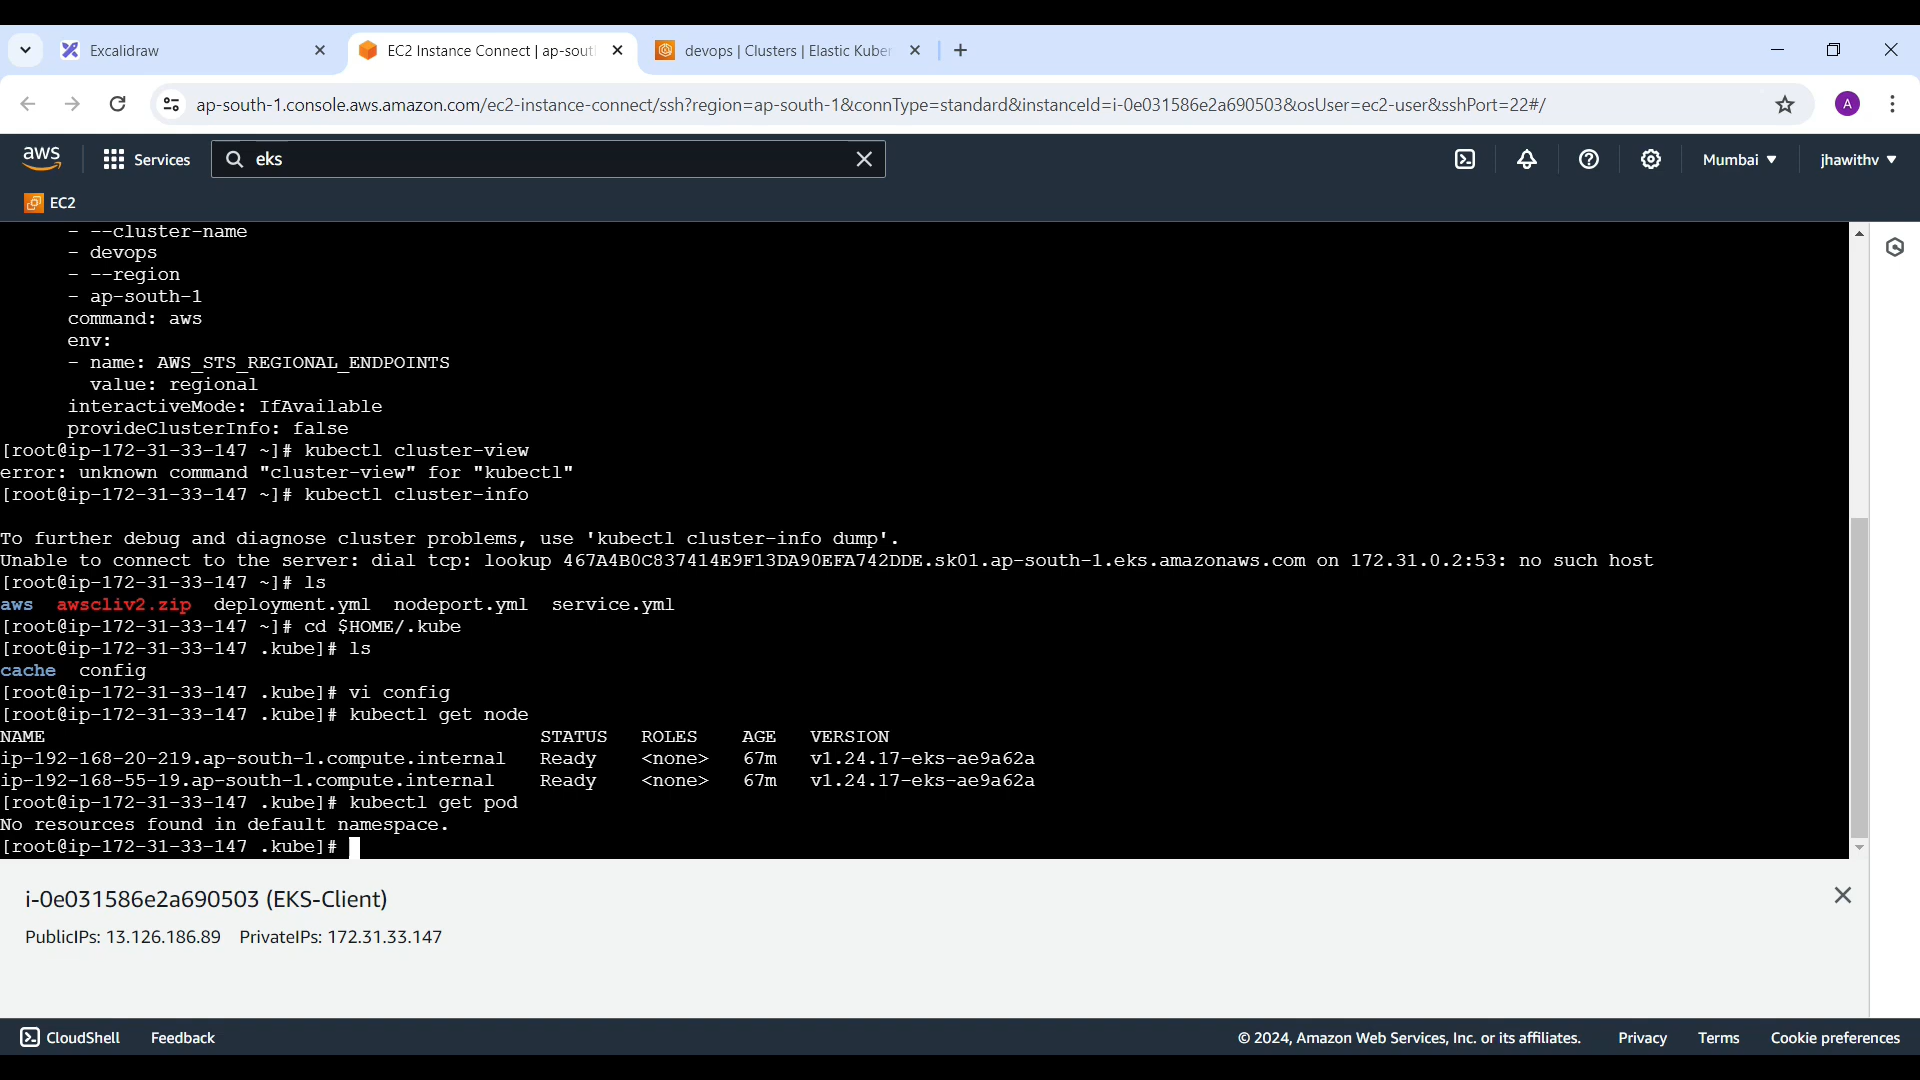 Excalidraw
EC2 Instance Connect | ap-sout
devops | Clusters | Elastic Kuber
ap-south-1.console.aws.amazon.com/ec2-instance-connect/ssh?region=ap-south-1&connType=standard&instanceId=i-0e031586e2a690503&osUser=ec2-user&sshPort=22#/
A
aws
Services
eks
Mumbai
jhawithv
EC2
- --cluster-name
- devops
- --region
- ap-south-1
command: aws
env:
- name: AWS_STS_REGIONAL_ENDPOINTS
value: regional
interactiveMode: IfAvailable
provideClusterInfo: false
[root@ip-172-31-33-147 ~]# kubectl cluster-view
error: unknown command "cluster-view" for "kubectl"
[root@ip-172-31-33-147 ~]# kubectl cluster-info
To further debug and diagnose cluster problems, use 'kubectl cluster-info dump'.
Unable to connect to the server: dial tcp: lookup 467A4B0C837414E9F13DA90EFA742DDE.sk01.ap-south-1.eks.amazonaws.com on 172.31.0.2:53: no such host
[root@ip-172-31-33-147 ~]# ls
aws awscliv2.zip deployment.yml nodeport.yml service.yml
[root@ip-172-31-33-147 ~]# cd $HOME/.kube
[root@ip-172-31-33-147 .kube]# ls
cache config
[root@ip-172-31-33-147 .kube]# vi config
[root@ip-172-31-33-147 .kube]# kubectl get node
NAME STATUS ROLES AGE VERSION
ip-192-168-20-219.ap-south-1.compute.internal Ready <none> 67m v1.24.17-eks-ae9a62a
ip-192-168-55-19.ap-south-1.compute.internal Ready <none> 67m v1.24.17-eks-ae9a62a
[root@ip-172-31-33-147 .kube]# kubectl get pod
No resources found in default namespace.
[root@ip-172-31-33-147 .kube]#
i-0e031586e2a690503 (EKS-Client)
PublicIPs: 13.126.186.89 PrivateIPs: 172.31.33.147
CloudShell
Feedback
© 2024, Amazon Web Services, Inc. or its affiliates.
Privacy
Terms
Cookie preferences